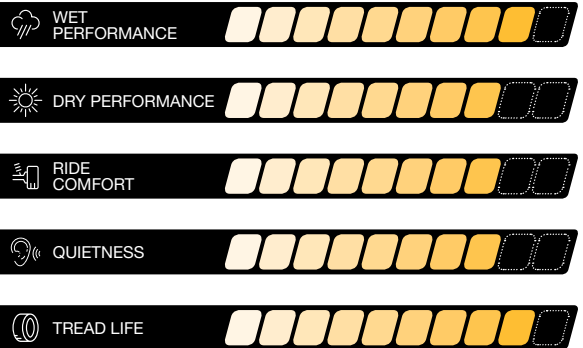 WET
PERFORMANCE
DRY PERFORMANCE
RIDE
COMFORT
QUIETNESS
TREAD LIFE